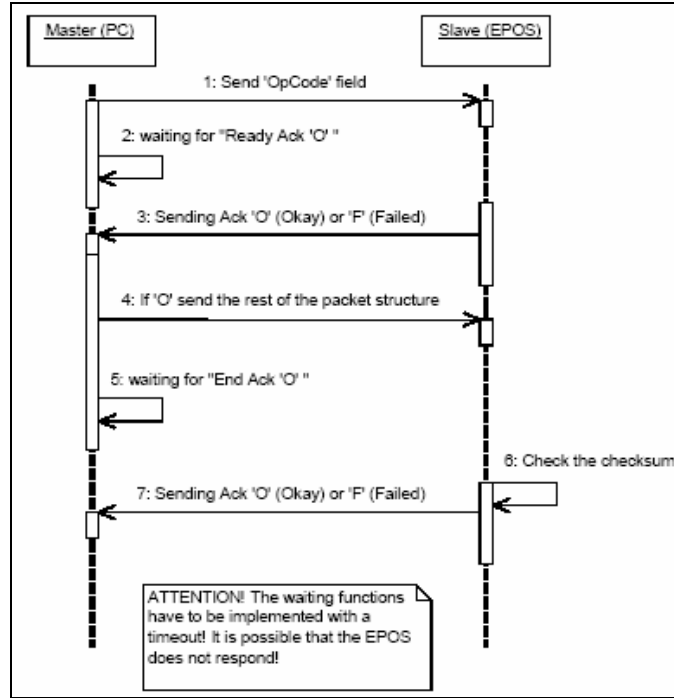 Master (PC)
Slave (EPOS)
1: Send 'OpCode' field
2: waiting for "Ready Ack 'O' "
3: Sending Ack 'O' (Okay) or 'F' (Failed)
4: If 'O' send the rest of the packet structure
5: waiting for "End Ack 'O' "
6: Check the checksum
7: Sending Ack 'O' (Okay) or 'F' (Failed)
ATTENTION! The waiting functions
have to be implemented with a
timeout! It is possible that the EPOS
does not respond!